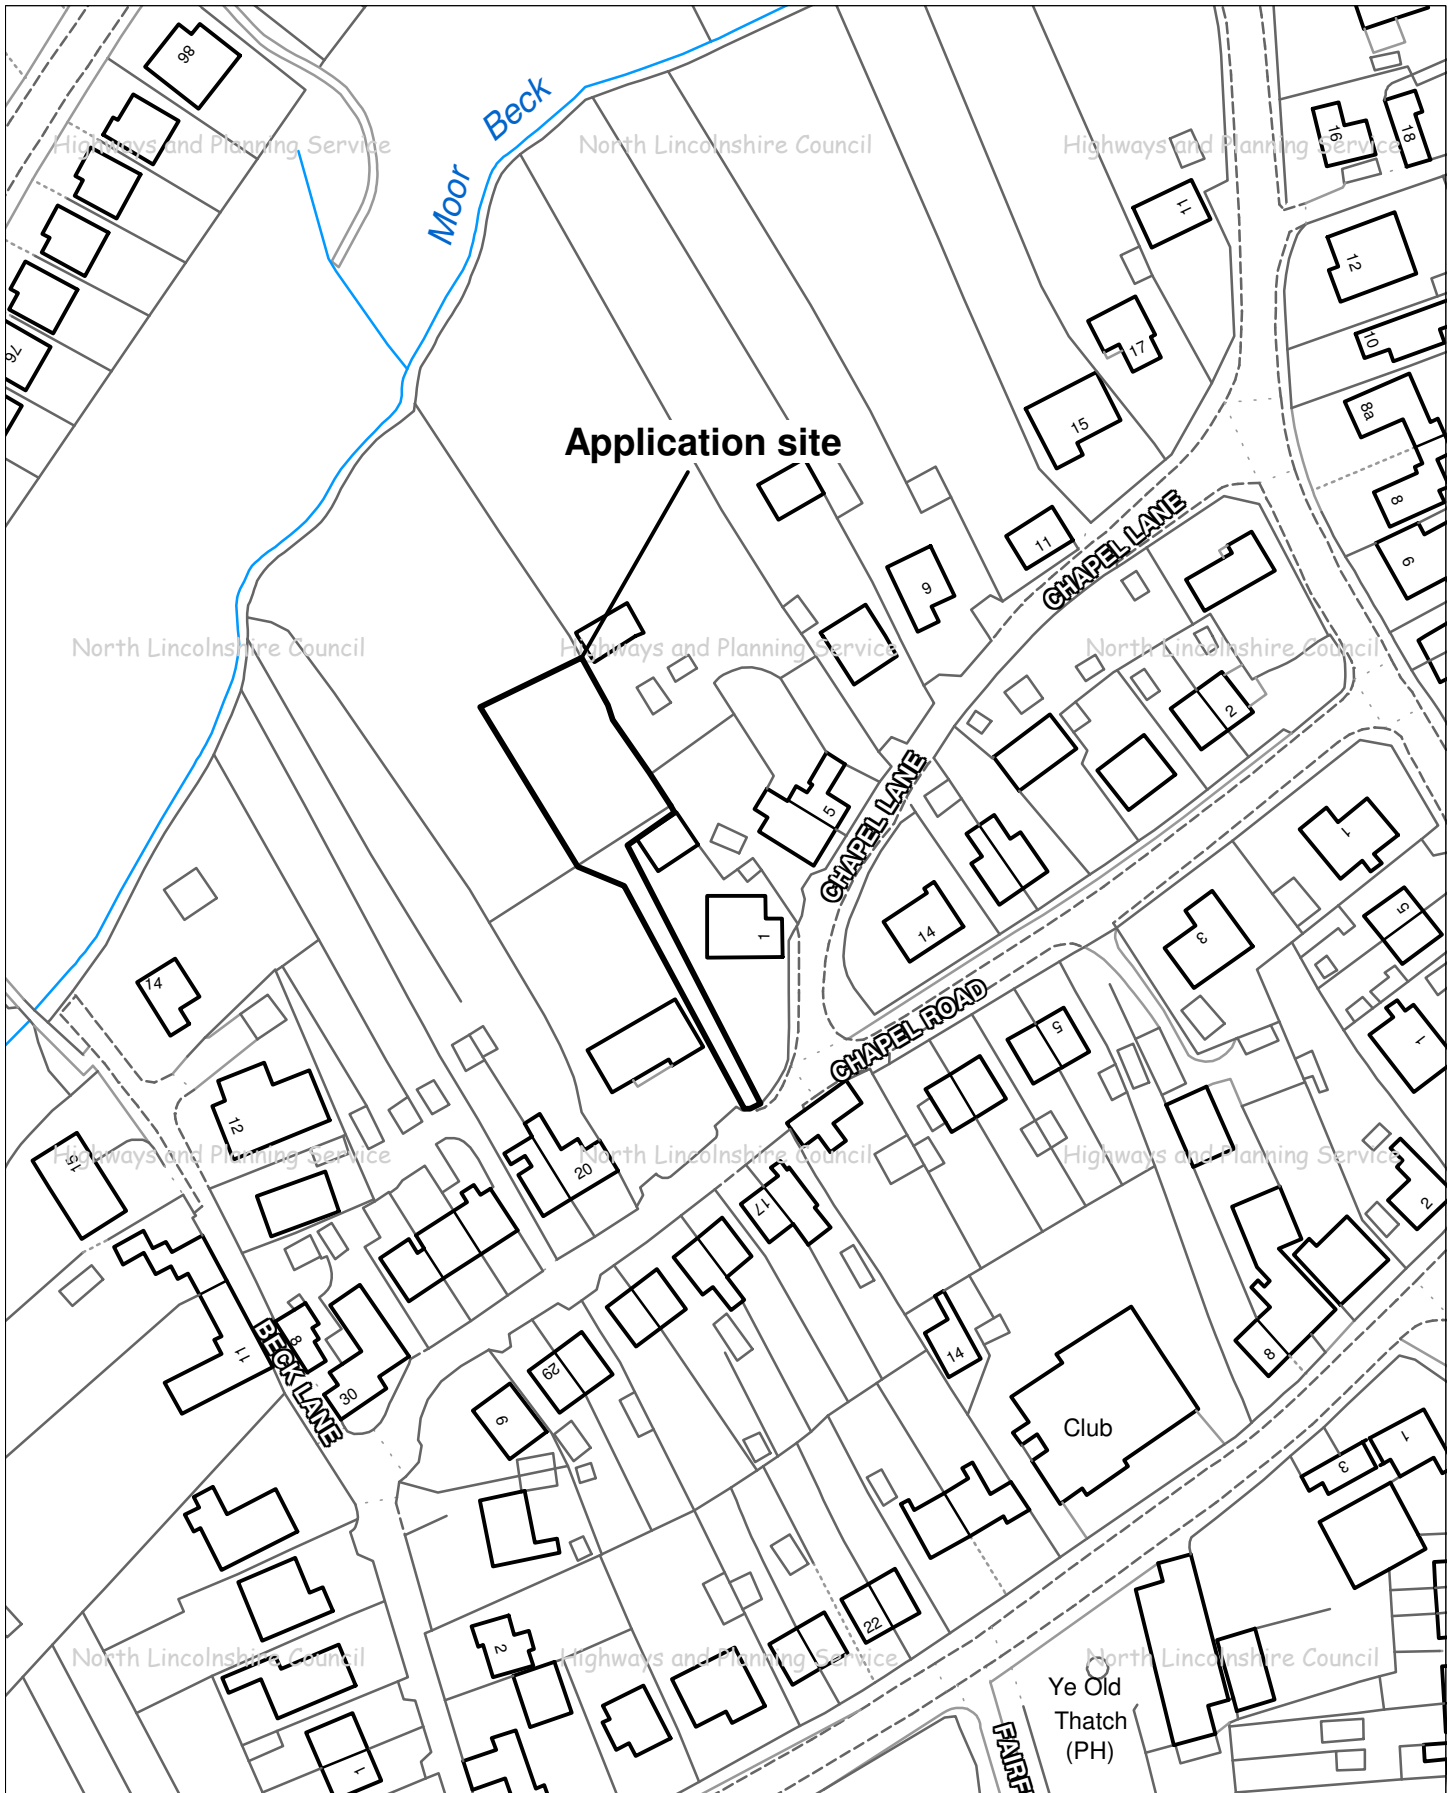 98
Beck
Highways and Planning Service
North Lincolnshire Council
Highways and Planning Service
16
18
Moor
11
12
10
76
17
8a
15
Application site
8
CHAPEL LANE
11
9
6
North Lincolnshire Council
Highways and Planning Service
North Lincolnshire Council
2
CHAPEL LANE
5
1
14
1
3
5
14
CHAPEL ROAD
5
1
12
15
Highways and Planning Service
North Lincolnshire Council
Highways and Planning Service
20
2
17
BECK LANE
8
11
14
8
29
30
9
Club
1
3
22
2
North Lincolnshire Council
Highways and Planning Service
North Lincolnshire Council
Ye Old
Thatch
(PH)
FAIRF
1